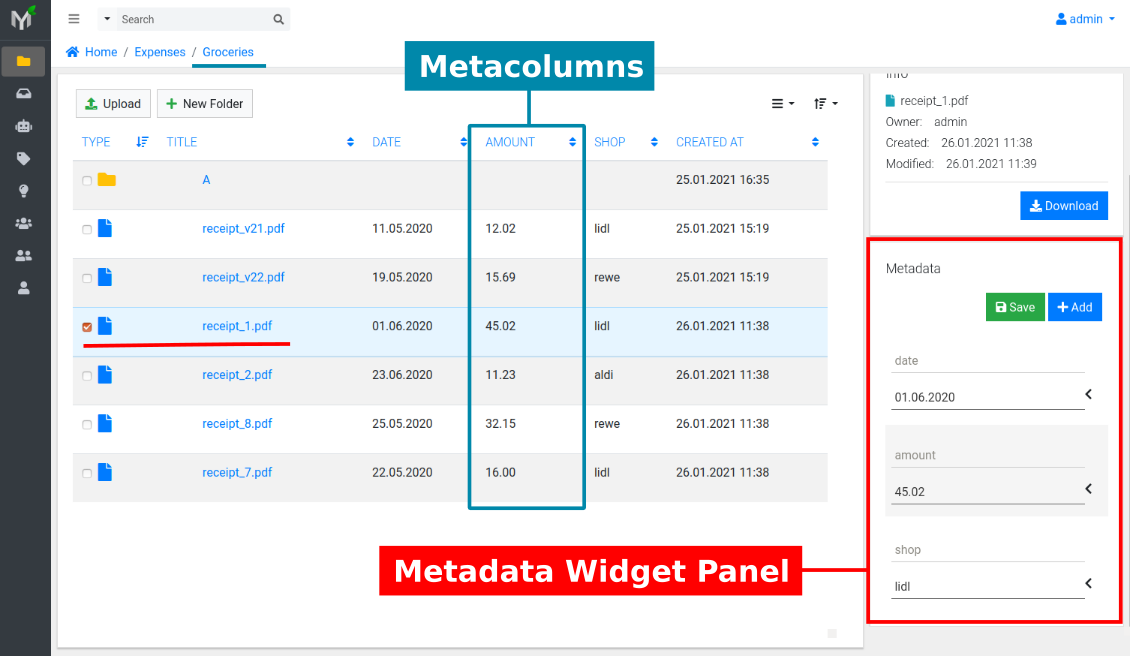 Search
admin
Home / Expenses / Groceries
Metacolumns
Upload
New Folder
TYPE TITLE DATE AMOUNT SHOP CREATED AT
A 25.01.2021 16:35
receipt_v21.pdf 11.05.2020 12.02 lidl 25.01.2021 15:19
receipt_v22.pdf 19.05.2020 15.69 rewe 25.01.2021 15:19
receipt_1.pdf 01.06.2020 45.02 lidl 26.01.2021 11:38
receipt_2.pdf 23.06.2020 11.23 aldi 26.01.2021 11:38
receipt_8.pdf 25.05.2020 32.15 rewe 26.01.2021 11:38
receipt_7.pdf 22.05.2020 16.00 lidl 26.01.2021 11:38
Info
receipt_1.pdf
Owner: admin
Created: 26.01.2021 11:38
Modified: 26.01.2021 11:39
Download
Metadata
Save
Add
date
01.06.2020
amount
45.02
shop
lidl
Metadata Widget Panel